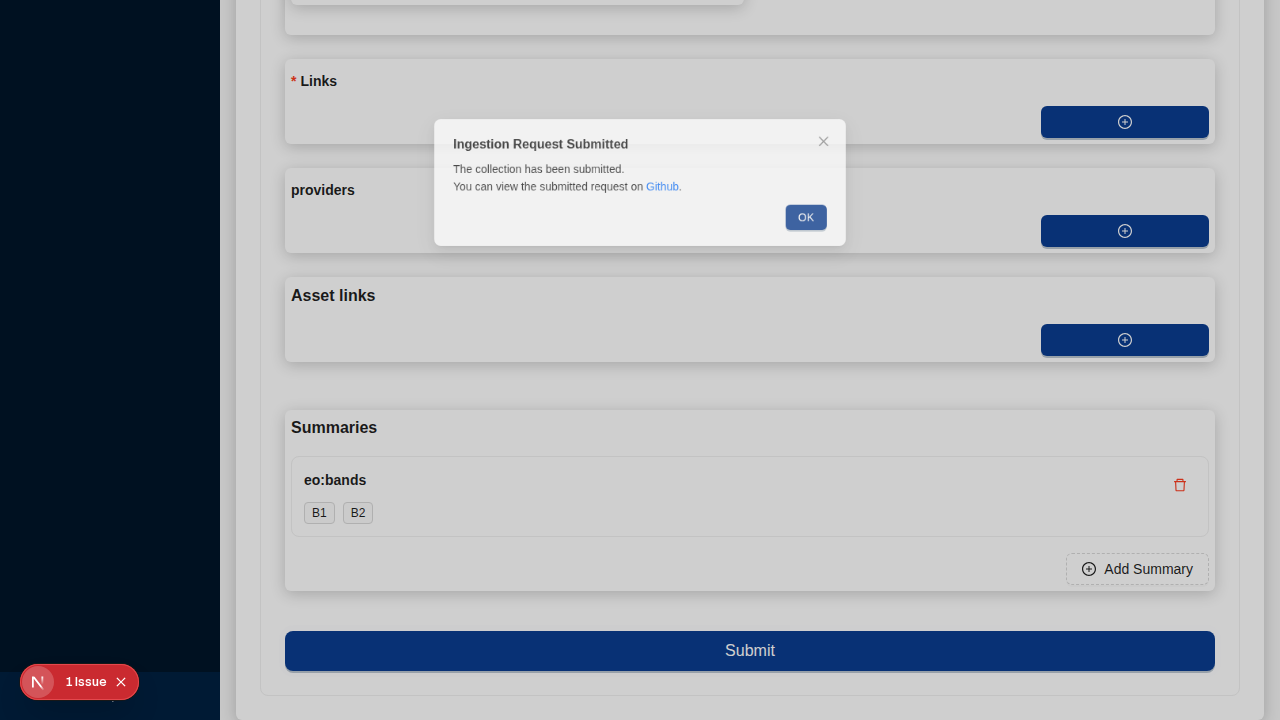 * Links
Ingestion Request Submitted
The collection has been submitted.
You can view the submitted request on Github.
OK
providers
Asset links
Summaries
eo:bands
B1 B2
Add Summary
Submit
N 1 Issue